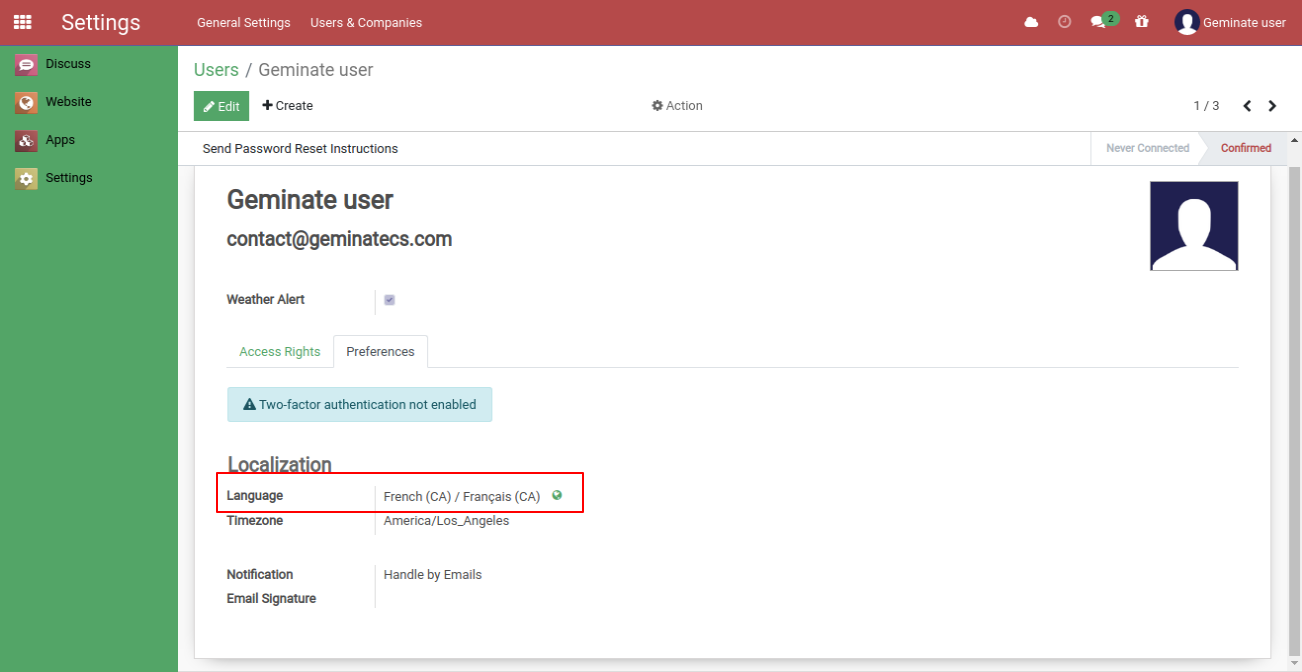 Settings General Settings Users & Companies 2 Geminate user
Discuss
Website
Apps
Settings
Users / Geminate user
Edit Create Action 1 / 3
Send Password Reset Instructions Never Connected Confirmed
Geminate user
contact@geminatecs.com
Weather Alert
Access Rights Preferences
Two-factor authentication not enabled
Localization
Language French (CA) / Français (CA)
Timezone America/Los_Angeles
Notification Handle by Emails
Email Signature